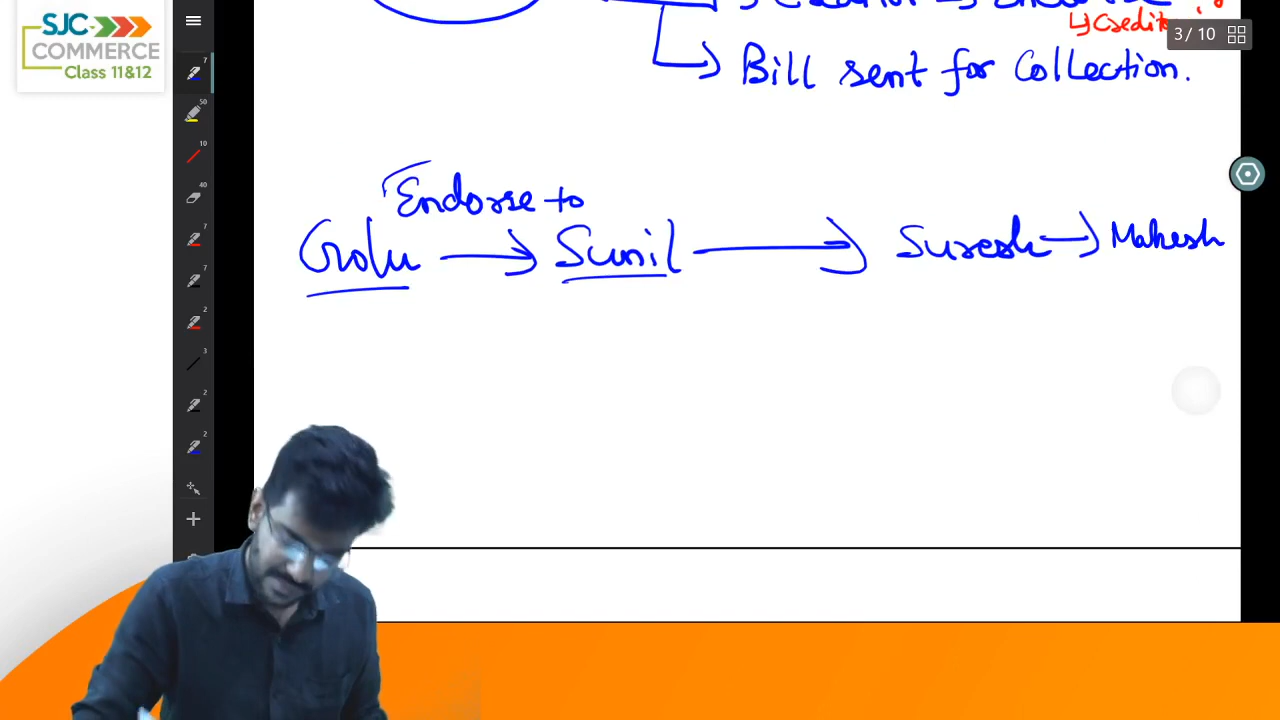 SJC
COMMERCE
Class 11&12
3 / 10
Bill sent for Collection.
Endorse to
Golu → Sunil → Suresh → Mahesh